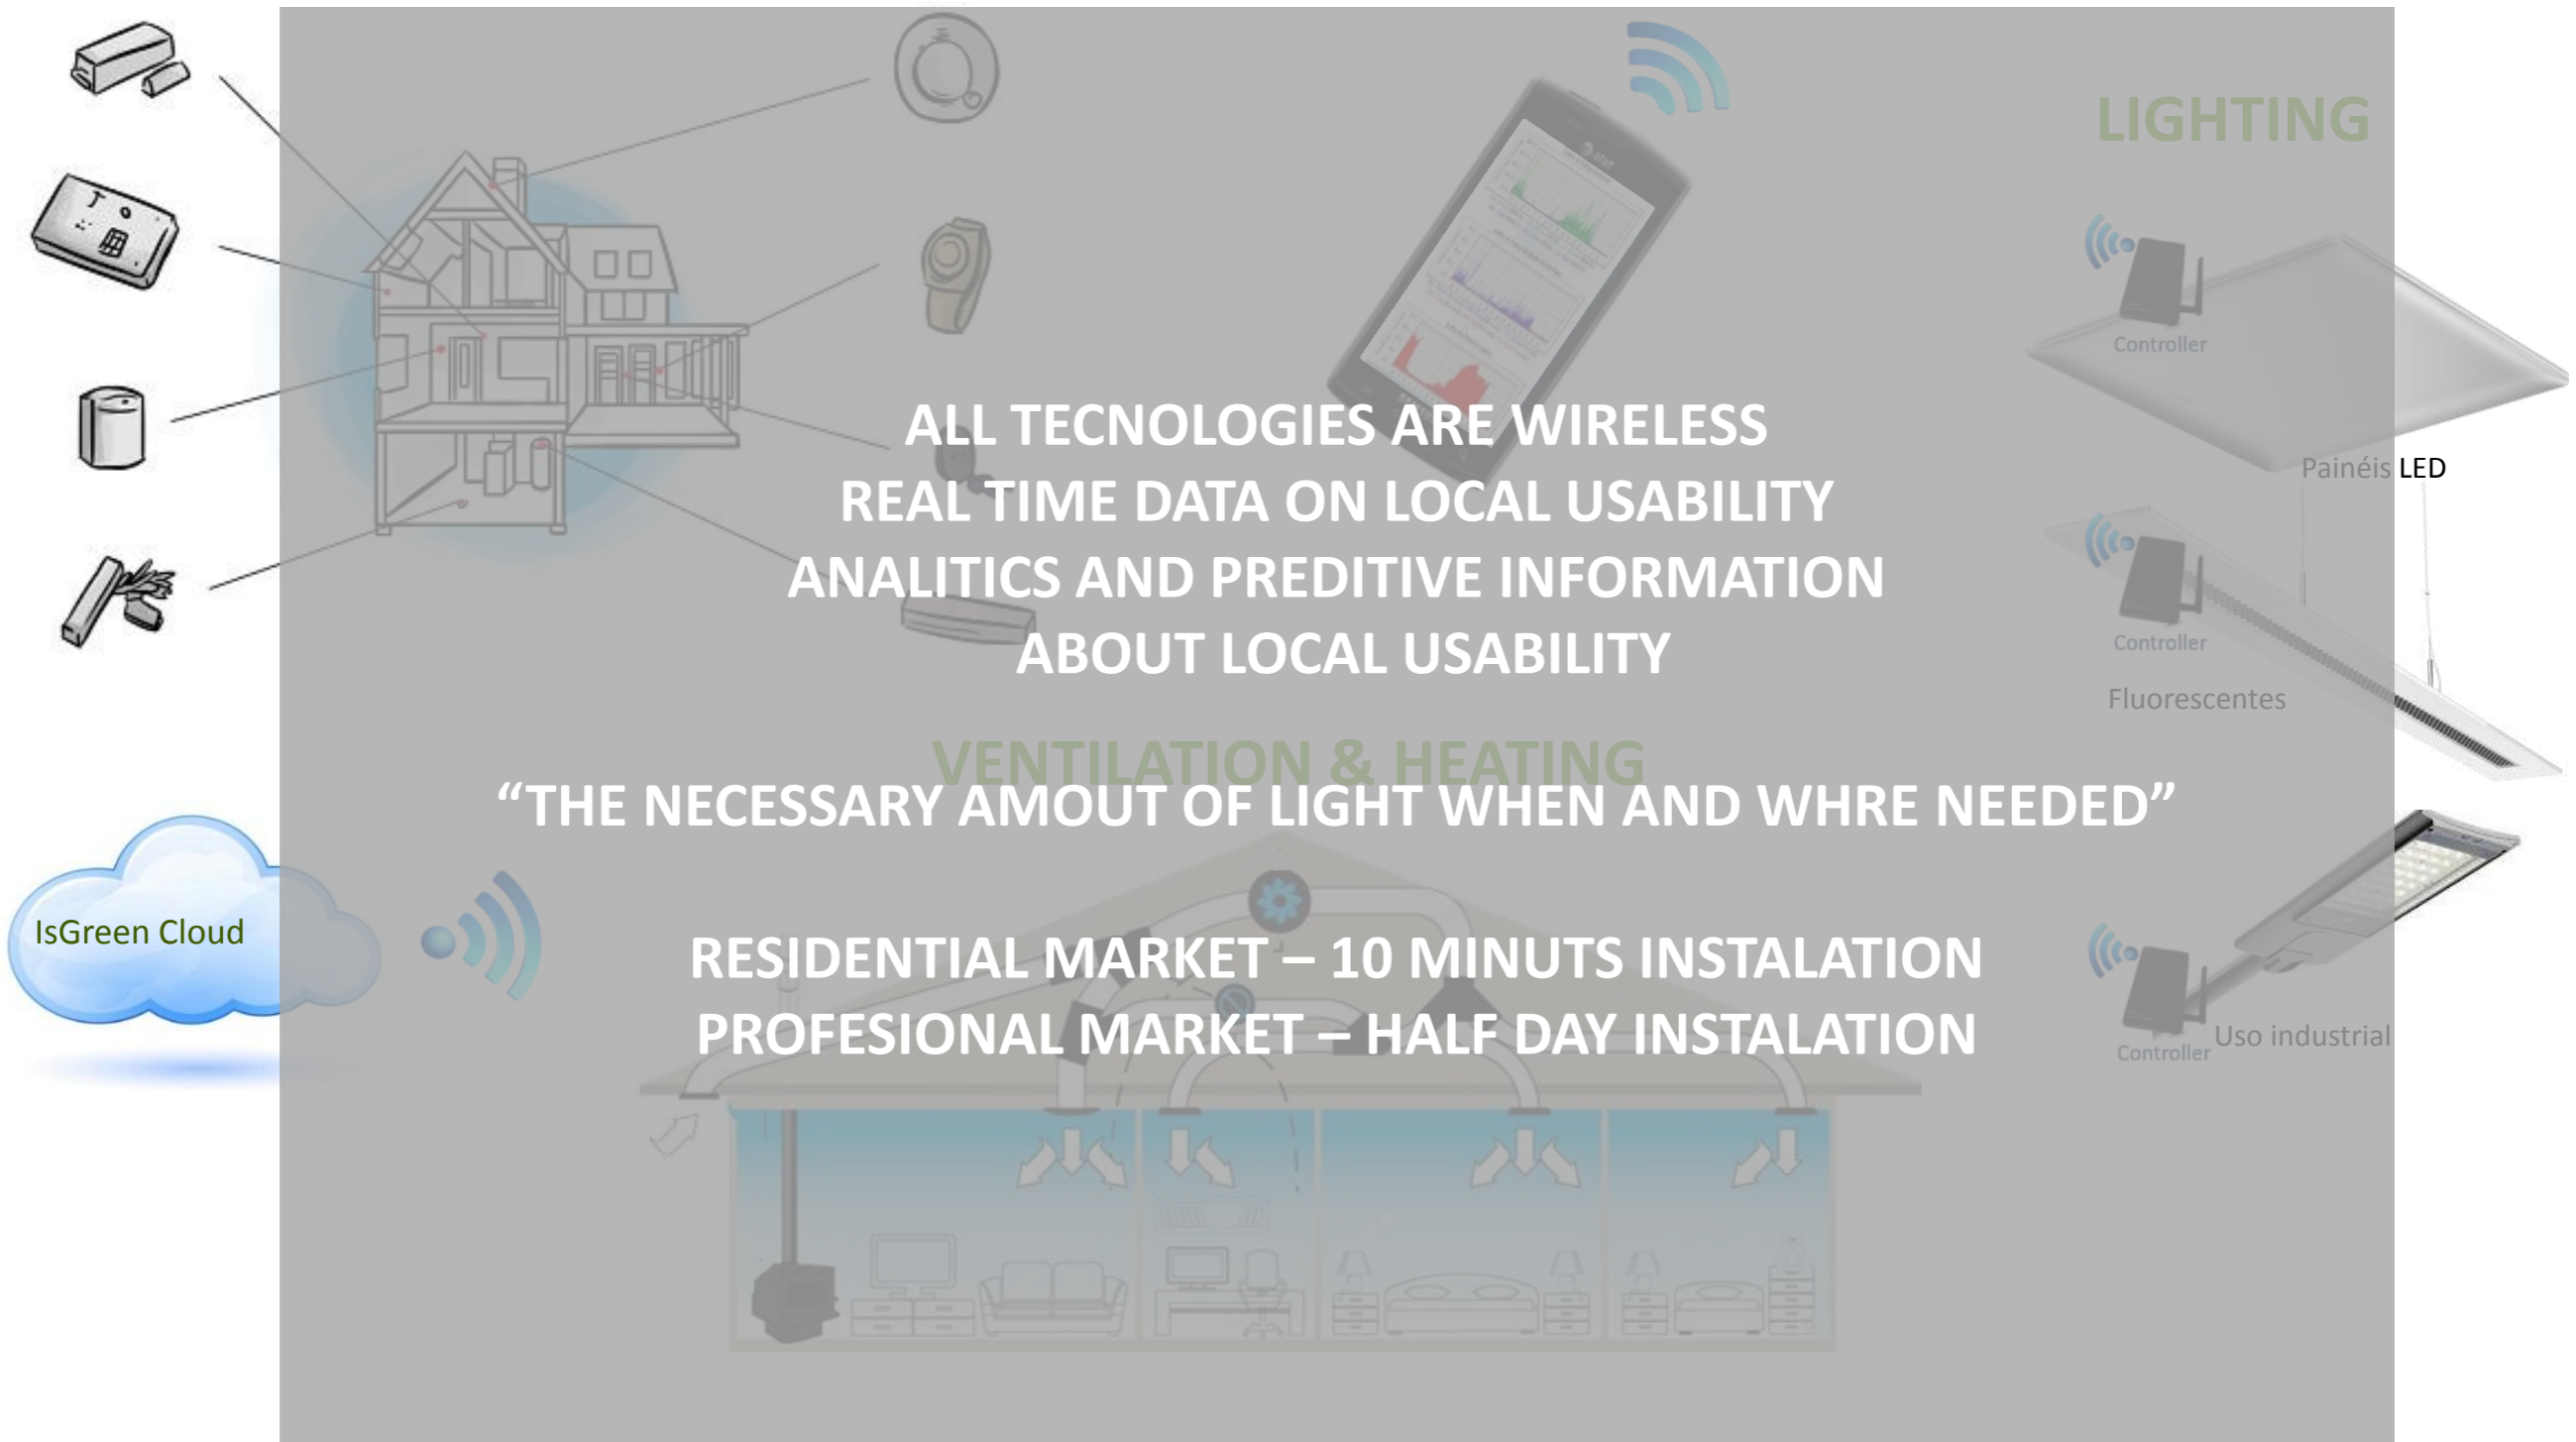 LIGHTING
Controller
ALL TECNOLOGIES ARE WIRELESS
REAL TIME DATA ON LOCAL USABILITY
ANALITICS AND PREDITIVE INFORMATION
ABOUT LOCAL USABILITY
Painéis LED
Controller
Fluorescentes
VENTILATION & HEATING
“THE NECESSARY AMOUT OF LIGHT WHEN AND WHRE NEEDED”
IsGreen Cloud
RESIDENTIAL MARKET – 10 MINUTS INSTALATION
PROFESIONAL MARKET – HALF DAY INSTALATION
Uso industrial
Controller